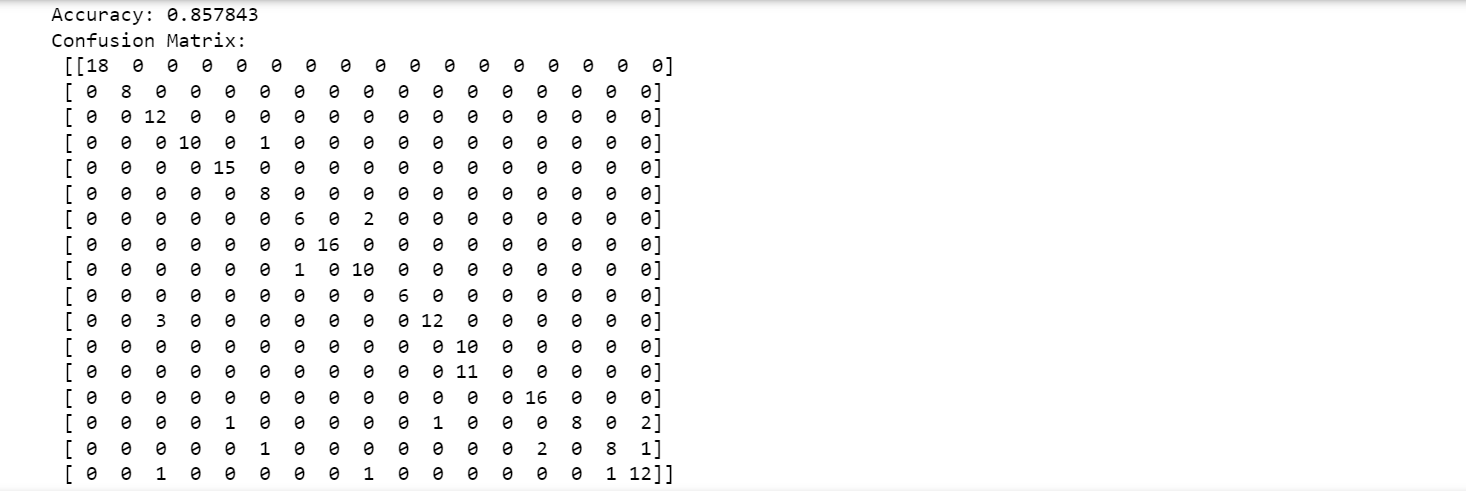 Accuracy: 0.857843
Confusion Matrix:
[[18 0 0 0 0 0 0 0 0 0 0 0 0 0 0 0 0]
[ 0 8 0 0 0 0 0 0 0 0 0 0 0 0 0 0 0]
[ 0 0 12 0 0 0 0 0 0 0 0 0 0 0 0 0 0]
[ 0 0 0 10 0 1 0 0 0 0 0 0 0 0 0 0 0]
[ 0 0 0 0 15 0 0 0 0 0 0 0 0 0 0 0 0]
[ 0 0 0 0 0 8 0 0 0 0 0 0 0 0 0 0 0]
[ 0 0 0 0 0 0 6 0 2 0 0 0 0 0 0 0 0]
[ 0 0 0 0 0 0 0 16 0 0 0 0 0 0 0 0 0]
[ 0 0 0 0 0 0 1 0 10 0 0 0 0 0 0 0 0]
[ 0 0 0 0 0 0 0 0 0 6 0 0 0 0 0 0 0]
[ 0 0 3 0 0 0 0 0 0 0 12 0 0 0 0 0 0]
[ 0 0 0 0 0 0 0 0 0 0 0 10 0 0 0 0 0]
[ 0 0 0 0 0 0 0 0 0 0 0 11 0 0 0 0 0]
[ 0 0 0 0 0 0 0 0 0 0 0 0 0 16 0 0 0]
[ 0 0 0 0 1 0 0 0 0 0 1 0 0 0 8 0 2]
[ 0 0 0 0 0 1 0 0 0 0 0 0 0 2 0 8 1]
[ 0 0 1 0 0 0 0 0 1 0 0 0 0 0 0 1 12]]